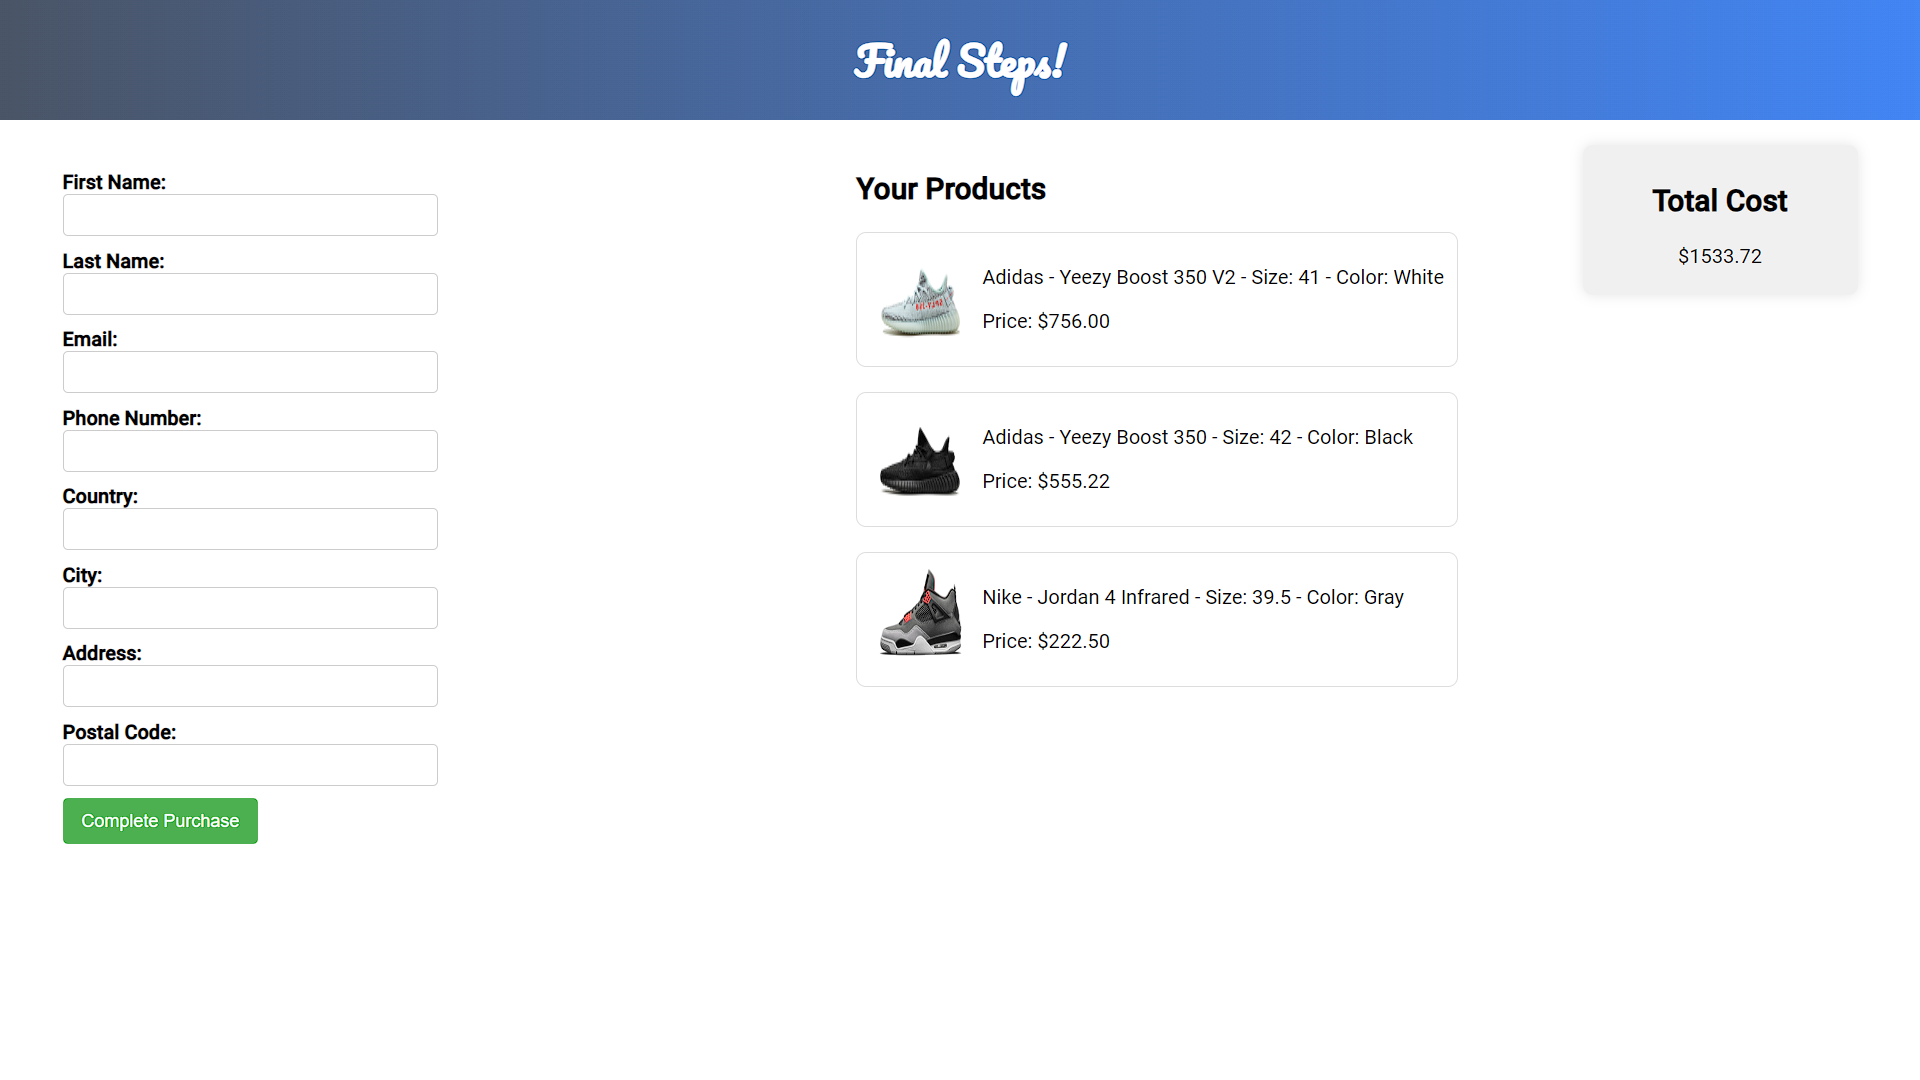 Final Steps!
First Name:
Last Name:
Email:
Phone Number:
Country:
City:
Address:
Postal Code:
Complete Purchase
Your Products
Adidas - Yeezy Boost 350 V2 - Size: 41 - Color: White
Price: $756.00
Adidas - Yeezy Boost 350 - Size: 42 - Color: Black
Price: $555.22
Nike - Jordan 4 Infrared - Size: 39.5 - Color: Gray
Price: $222.50
Total Cost
$1533.72